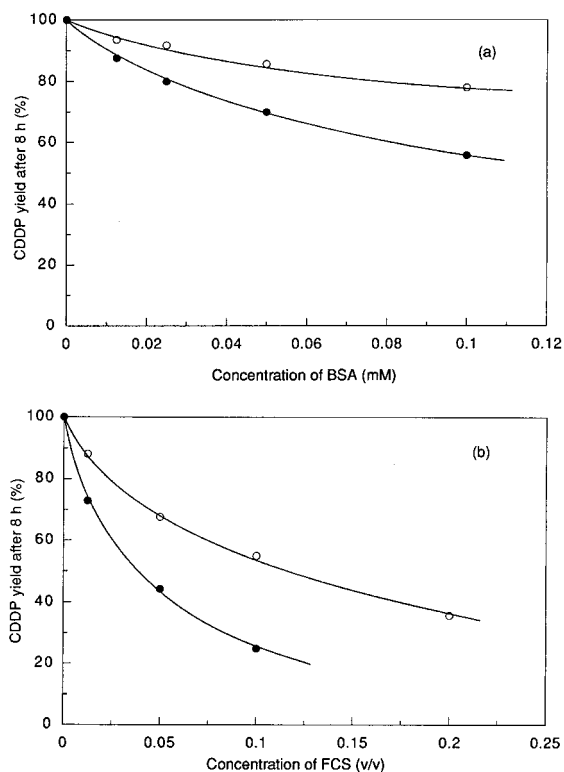 100
80
60
40
20
0
CDDP yield after 8 h (%)
(a)
0 0.02 0.04 0.06 0.08 0.1 0.12
Concentration of BSA (mM)
100
80
60
40
20
0
CDDP yield after 8 h (%)
(b)
0 0.05 0.1 0.15 0.2 0.25
Concentration of FCS (v/v)